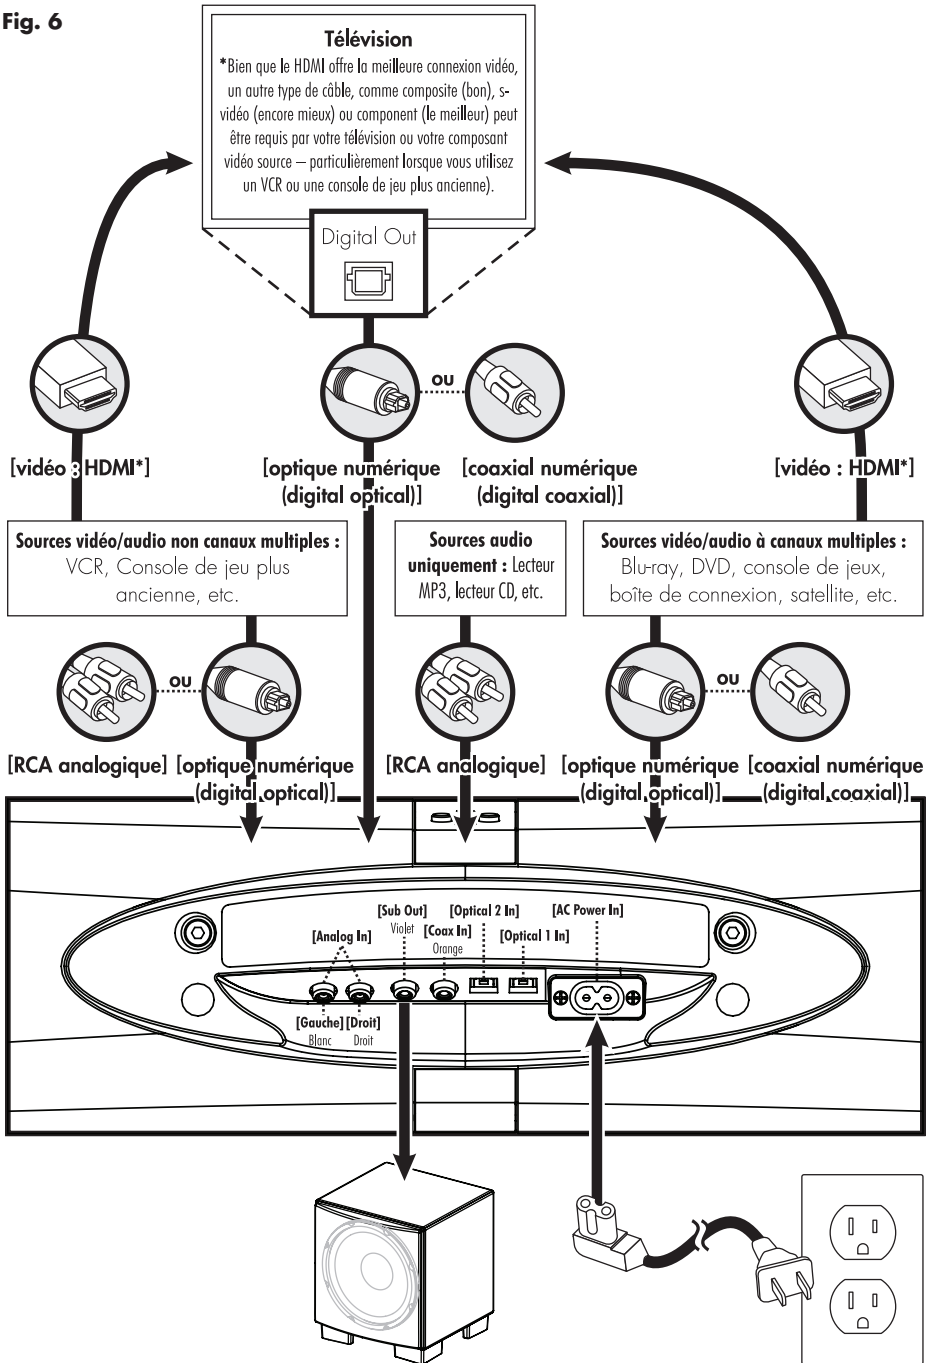 Fig. 6
Télévision
*Bien que le HDMI offre la meilleure connexion vidéo,
un autre type de câble, comme composite (bon), s-
vidéo (encore mieux) ou component (le meilleur) peut
être requis par votre télévision ou votre composant
vidéo source – particulièrement lorsque vous utilisez
un VCR ou une console de jeu plus ancienne).
Digital Out
ou
[vidéo : HDMI*]
[optique numérique
(digital optical)]
[coaxial numérique
(digital coaxial)]
[vidéo : HDMI*]
Sources vidéo/audio non canaux multiples :
VCR, Console de jeu plus
ancienne, etc.
Sources audio
uniquement : Lecteur
MP3, lecteur CD, etc.
Sources vidéo/audio à canaux multiples :
Blu-ray, DVD, console de jeux,
boîte de connexion, satellite, etc.
ou
ou
[RCA analogique]
[optique numérique
(digital optical)]
[RCA analogique]
[optique numérique
(digital optical)]
[coaxial numérique
(digital coaxial)]
[Analog In]
[Sub Out]
Violet
[Coax In]
Orange
[Optical 2 In]
[Optical 1 In]
[AC Power In]
[Gauche]
Blanc
[Droit]
Droit